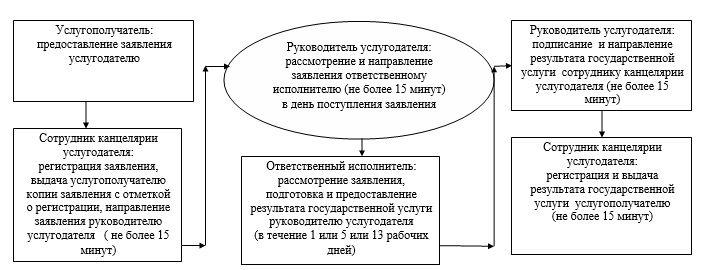 Услугополучатель:
предоставление заявления
услугодателю
Сотрудник канцелярии
услугодателя:
регистрация заявления,
выдача услугополучателю
копии заявления с отметкой
о регистрации, направление
заявления руководителю
услугодателя ( не более 15
минут)
Руководитель услугодателя:
рассмотрение и направление
заявления ответственному
исполнителю (не более 15 минут)
в день поступления заявления
Ответственный исполнитель:
рассмотрение заявления,
подготовка и предоставление
результата государственной услуги
руководителю услугодателя
(в течение 1 или 5 или 13 рабочих
дней)
Руководитель услугодателя:
подписание и направление
результата государственной
услуги сотруднику канцелярии
услугодателя (не более 15
минут)
Сотрудник канцелярии
услугодателя:
регистрация и выдача
результата государственной
услуги услугополучателю
(не более 15 минут)